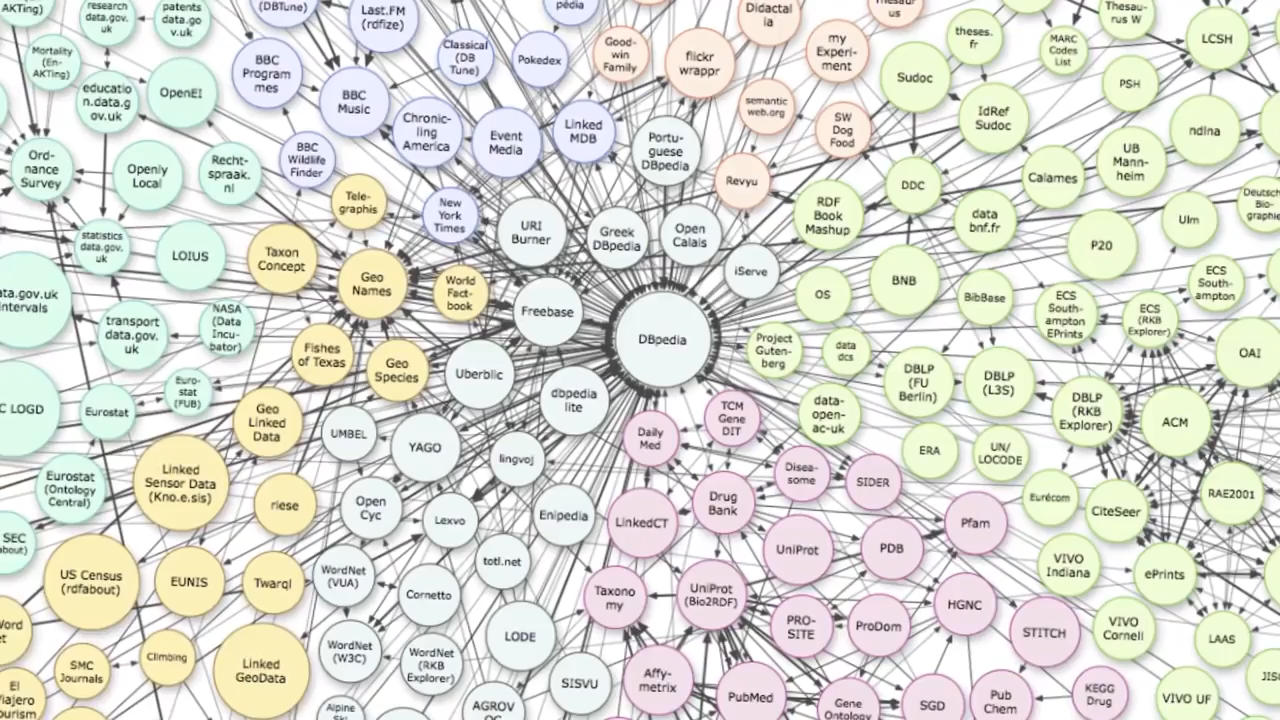 AKTing)
research
data.gov.
uk
patents
data.go
v.uk
(DBTune)
Last.FM
(rdfize)
pédia
Didactal
ia
us
Thesau-
rus W
Mortality
(En-
AKTing)
BBC
Program
mes
Classical
(DB
Tune)
Pokedex
Good-
win
Family
flickr
wrappr
my
Experi-
ment
theses.
fr
MARC
Codes
List
LCSH
educatio
n.data.g
ov.uk
OpenEI
BBC
Music
Sudoc
PSH
Chronic-
ling
America
Event
Media
Linked
MDB
semantic
web.org
SW
Dog
Food
IdRef
Sudoc
ndlna
Ord-
nance
Survey
Openly
Local
Recht-
spraak.
nl
BBC
Wildlife
Finder
Portu-
guese
DBpedia
Revyu
DDC
Calames
UB
Mann-
heim
Tele-
graphis
New
York
Times
RDF
Book
Mashup
data
bnf.fr
Ulm
Deutsche
Bio-
graphie
statistics
data.gov.
uk
LOIUS
Taxon
Concept
URI
Burner
Greek
DBpedia
Open
Calais
P20
Geo
Names
World
Fact-
book
iServe
BNB
ECS
South-
ampton
data.gov.uk
intervals
transport
data.gov.
uk
NASA
(Data
Incu-
bator)
Freebase
OS
BibBase
ECS
South-
ampton
EPrints
ECS
(RKB
Explorer)
DBpedia
Fishes
of Texas
Geo
Species
Uberblic
Project
Guten-
berg
data
dcs
OAI
LOGD
Eurostat
Euro-
stat
(FUB)
dbpedia
lite
DBLP
(FU
Berlin)
DBLP
(L3S)
Geo
Linked
Data
UMBEL
YAGO
TCM
Gene
DIT
data-
open-
ac-uk
DBLP
(RKB
Explorer)
ACM
Daily
Med
lingvoj
ERA
UN/
LOCODE
Eurostat
(Ontology
Central)
Linked
Sensor Data
(Kno.e.sis)
riese
Open
Cyc
Lexvo
Enipedia
LinkedCT
Drug
Bank
Disea-
some
SIDER
Eurécom
CiteSeer
RAE2001
SEC
about)
UniProt
PDB
Pfam
US Census
(rdfabout)
EUNIS
Twarql
WordNet
(VUA)
totl.net
VIVO
Indiana
ePrints
Cornetto
Taxono
my
UniProt
(Bio2RDF)
HGNC
PRO-
SITE
ProDom
STITCH
VIVO
Cornell
LAAS
SMC
Journals
Climbing
Linked
GeoData
WordNet
(W3C)
WordNet
(RKB
Explorer)
LODE
SISVU
Affy-
metrix
PubMed
Gene
Ontology
SGD
Pub
Chem
KEGG
Drug
VIVO UF
El
Viajero
Alpine
AGROV
OC